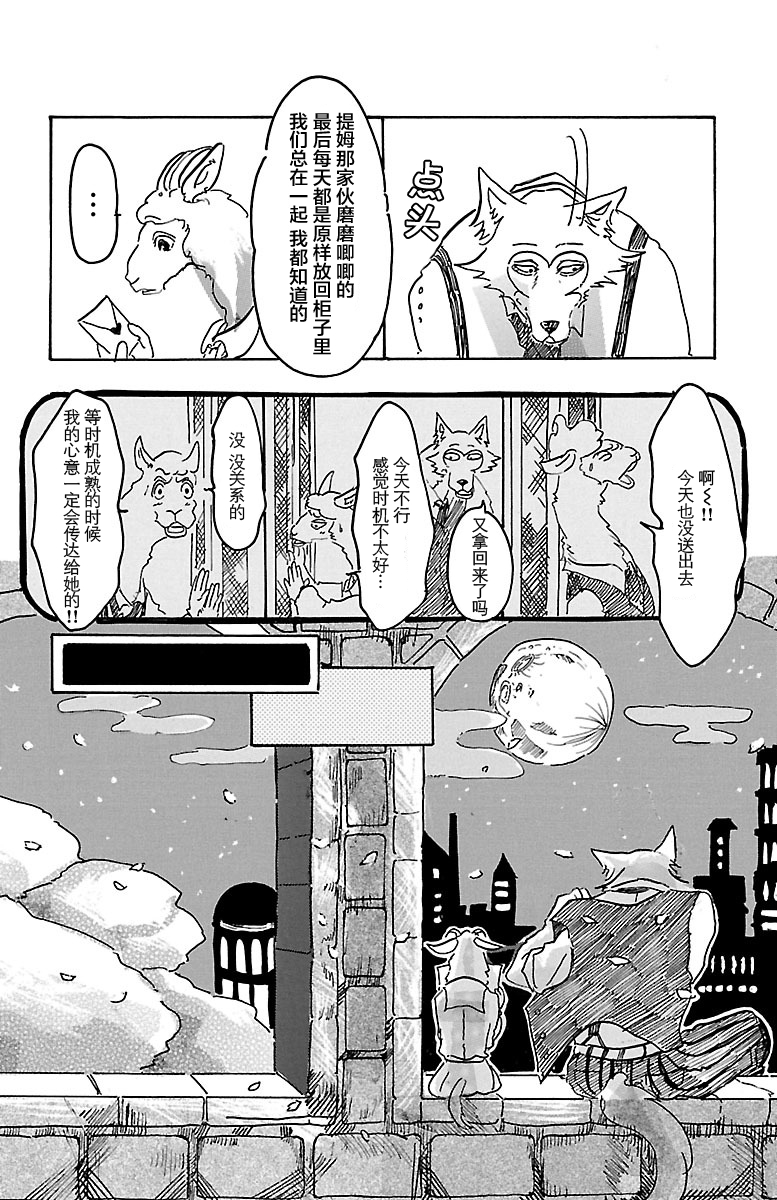 点头
…
提姆那家伙磨磨唧唧的
最后每天都是原样放回柜子里
我们总在一起 我都知道的
…
啊～!!
今天也没送出去
又拿回来了吗
今天不行
感觉时机不太好…
没 没关系的
等时机成熟的时候
我的心意一定会传达给她的!!